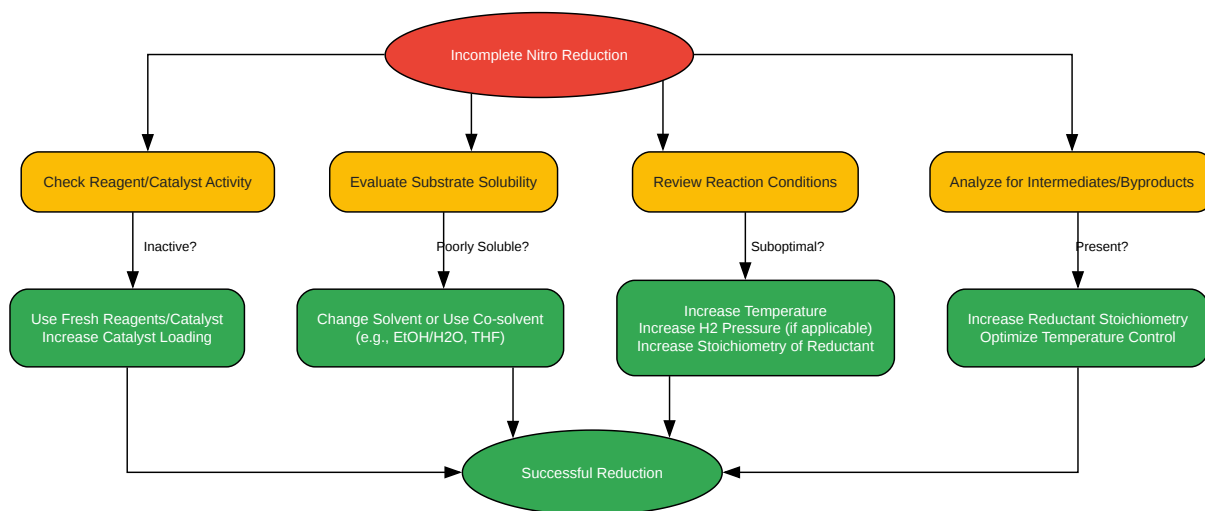 Incomplete Nitro Reduction
Check Reagent/Catalyst Activity
Evaluate Substrate Solubility
Review Reaction Conditions
Analyze for Intermediates/Byproducts
Inactive?
Poorly Soluble?
Suboptimal?
Present?
Use Fresh Reagents/Catalyst
Increase Catalyst Loading
Change Solvent or Use Co-solvent
(e.g., EtOH/H2O, THF)
Increase Temperature
Increase H2 Pressure (if applicable)
Increase Stoichiometry of Reductant
Increase Reductant Stoichiometry
Optimize Temperature Control
Successful Reduction